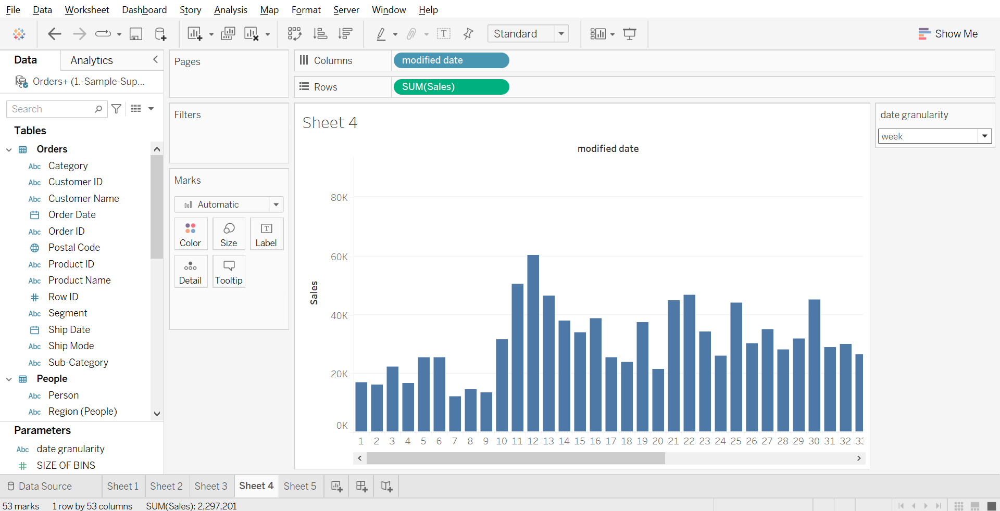 File Data Worksheet Dashboard Story Analysis Map Format Server Window Help
Standard
Show Me
Data Analytics
Orders+ (1.-Sample-Sup...
Search
Tables
Orders
Abc Category
Abc Customer ID
Abc Customer Name
Order Date
Abc Order ID
Postal Code
Abc Product ID
Abc Product Name
Row ID
Abc Segment
Ship Date
Abc Ship Mode
Abc Sub-Category
People
Abc Person
Abc Region (People)
Parameters
Abc date granularity
SIZE OF BINS
Pages
Filters
Marks
Automatic
Color Size Label
Detail Tooltip
Columns modified date
Rows SUM(Sales)
Sheet 4
modified date
80K
60K
40K
20K
0K
Sales
1 2 3 4 5 6 7 8 9 10 11 12 13 14 15 16 17 18 19 20 21 22 23 24 25 26 27 28 29 30 31 32 33
date granularity
week
Data Source Sheet 1 Sheet 2 Sheet 3 Sheet 4 Sheet 5
53 marks 1 row by 53 columns SUM(Sales): 2,297,201